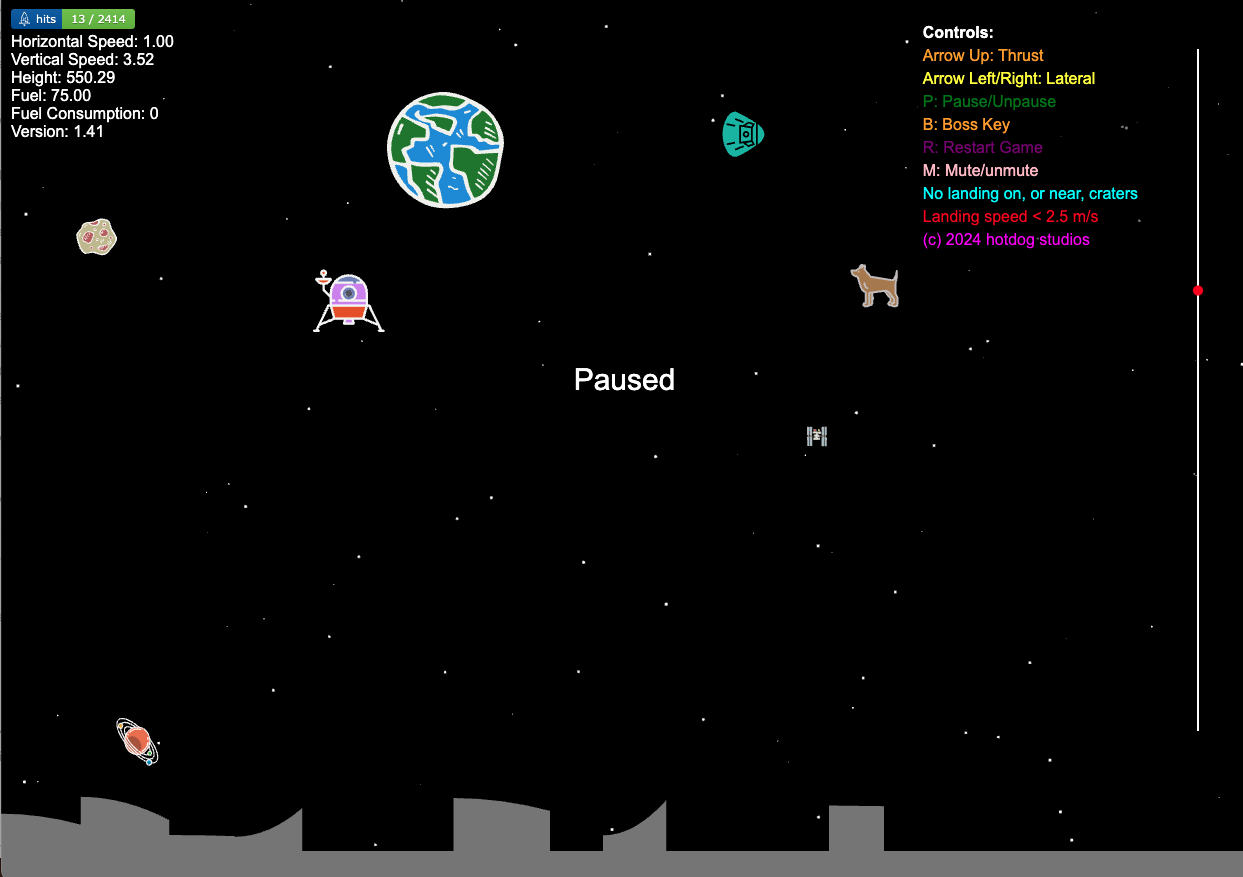 hits 13 / 2414
Horizontal Speed: 1.00
Vertical Speed: 3.52
Height: 550.29
Fuel: 75.00
Fuel Consumption: 0
Version: 1.41
Controls:
Arrow Up: Thrust
Arrow Left/Right: Lateral
P: Pause/Unpause
B: Boss Key
R: Restart Game
M: Mute/unmute
No landing on, or near, craters
Landing speed < 2.5 m/s
(c) 2024 hotdog studios
Paused